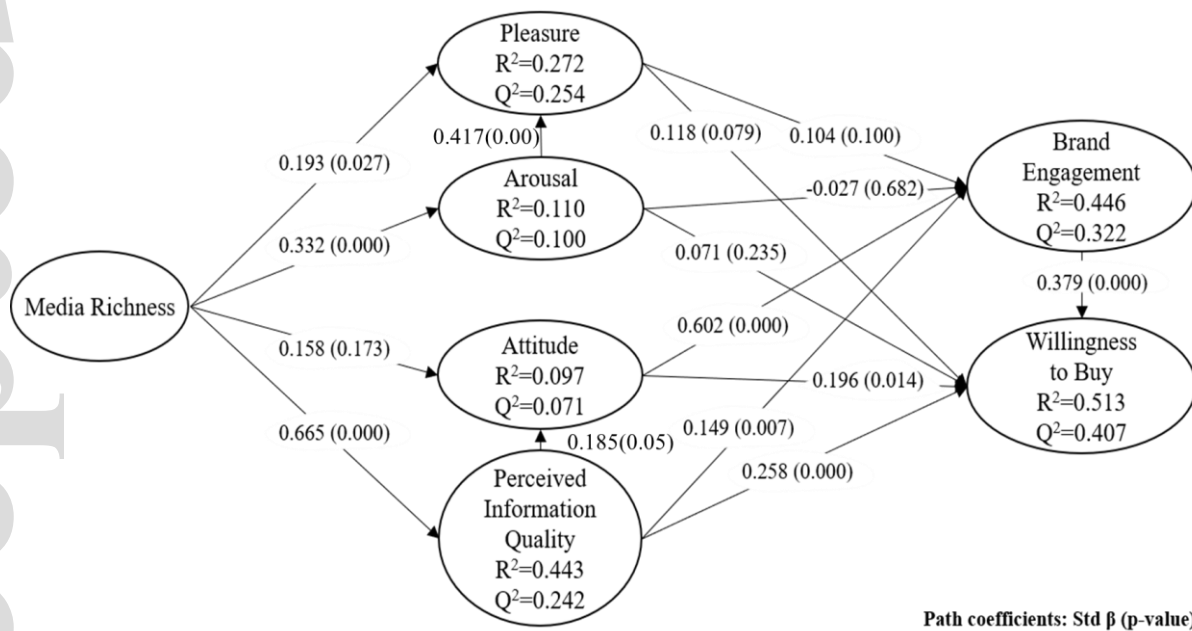 Pleasure
R²=0.272
Q²=0.254
0.193 (0.027)
0.417(0.00)
0.118 (0.079)
0.104 (0.100)
Arousal
R²=0.110
Q²=0.100
0.332 (0.000)
-0.027 (0.682)
0.071 (0.235)
Brand
Engagement
R²=0.446
Q²=0.322
0.379 (0.000)
Media Richness
0.158 (0.173)
Attitude
R²=0.097
Q²=0.071
0.602 (0.000)
0.196 (0.014)
Willingness
to Buy
R²=0.513
Q²=0.407
0.665 (0.000)
0.185(0.05)
0.149 (0.007)
0.258 (0.000)
Perceived
Information
Quality
R²=0.443
Q²=0.242
Path coefficients: Std β (p-value)